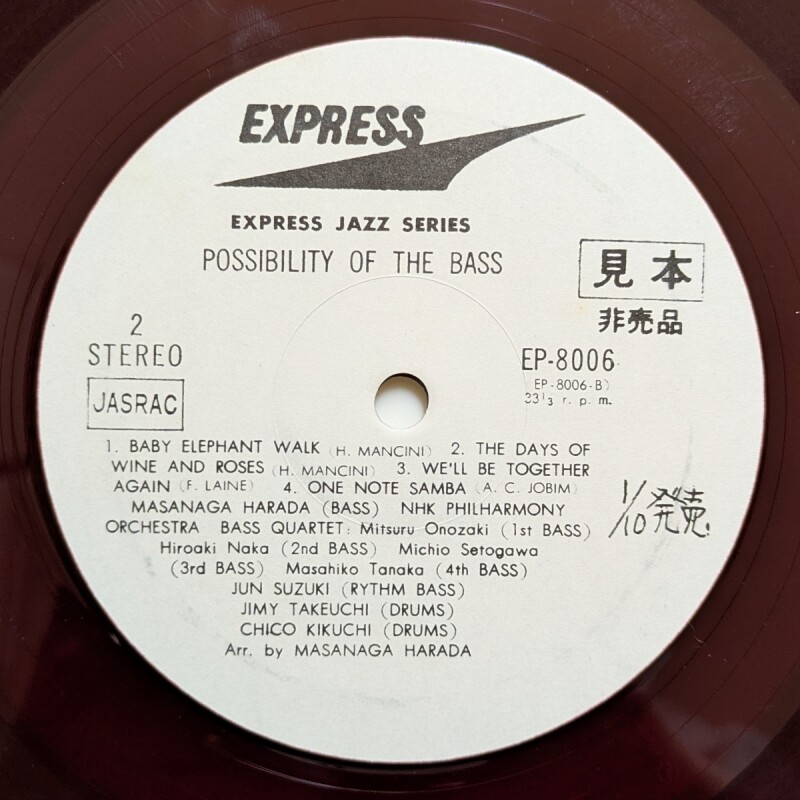 EXPRESS
EXPRESS JAZZ SERIES
POSSIBILITY OF THE BASS
見本
非売品
2
STEREO
JASRAC
EP-8006
EP-8006-B)
33 1/3 r. p. m.
1. BABY ELEPHANT WALK (H. MANCINI) 2. THE DAYS OF
WINE AND ROSES (H. MANCINI) 3. WE'LL BE TOGETHER
AGAIN (F. LAINE) 4. ONE NOTE SAMBA (A. C. JOBIM)
MASANAGA HARADA (BASS) NHK PHILHARMONY
ORCHESTRA BASS QUARTET: Mitsuru Onozaki (1st BASS)
Hiroaki Naka (2nd BASS) Michio Setogawa
(3rd BASS) Masahiko Tanaka (4th BASS)
JUN SUZUKI (RYTHM BASS)
JIMY TAKEUCHI (DRUMS)
CHICO KIKUCHI (DRUMS)
Arr. by MASANAGA HARADA
1/10発売